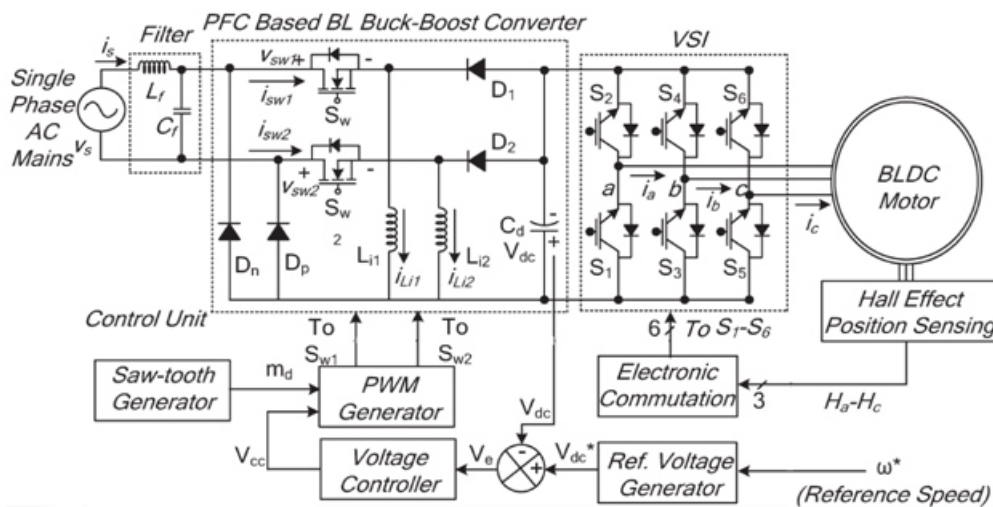 PFC Based BL Buck-Boost Converter
Filter
VSI
i_s
Single
Phase
AC
Mains
v_s
L_f
C_f
v_sw1
+
-
i_sw1
S_w
D_1
i_sw2
v_sw2
+
-
S_w
2
D_2
D_n
D_p
L_i1
i_Li1
L_i2
i_Li2
C_d
-
+
V_dc
S_2
S_4
S_6
a
i_a
b
i_b
c
i_c
S_1
S_3
S_5
BLDC
Motor
Hall Effect
Position Sensing
Control Unit
To
S_w1
To
S_w2
6
To S_1-S_6
Saw-tooth
Generator
m_d
PWM
Generator
Electronic
Commutation
3
H_a-H_c
V_dc
V_cc
Voltage
Controller
V_e
-
+
V_dc*
Ref. Voltage
Generator
ω*
(Reference Speed)